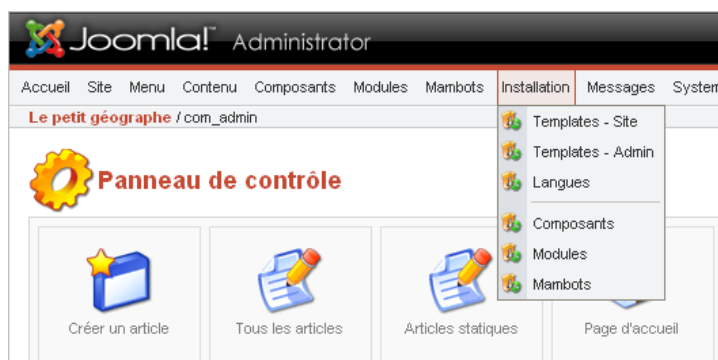 Joomla! Administrator
Accueil Site Menu Contenu Composants Modules Mambots Installation Messages System
Le petit géographe / com_admin
Templates - Site
Templates - Admin
Langues
Composants
Modules
Mambots
Panneau de contrôle
Créer un article
Tous les articles
Articles statiques
Page d'accueil